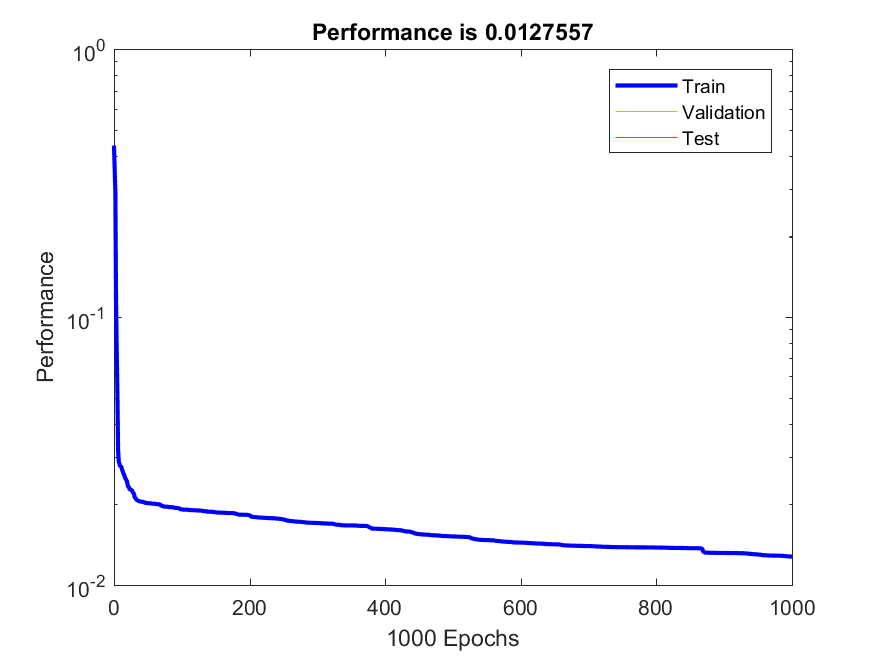 Performance is 0.0127557
Train
Validation
Test
Performance
10^0
10^-1
10^-2
0 200 400 600 800 1000
1000 Epochs